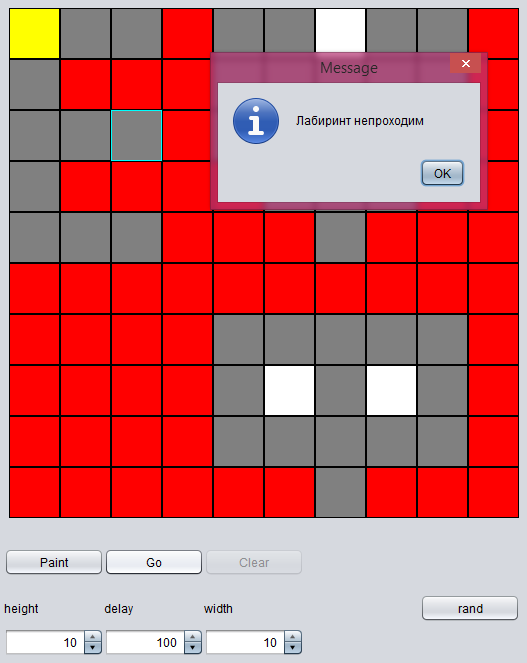 Message
Лабиринт непроходим
OK
Paint Go Clear
height delay width rand
10 100 10